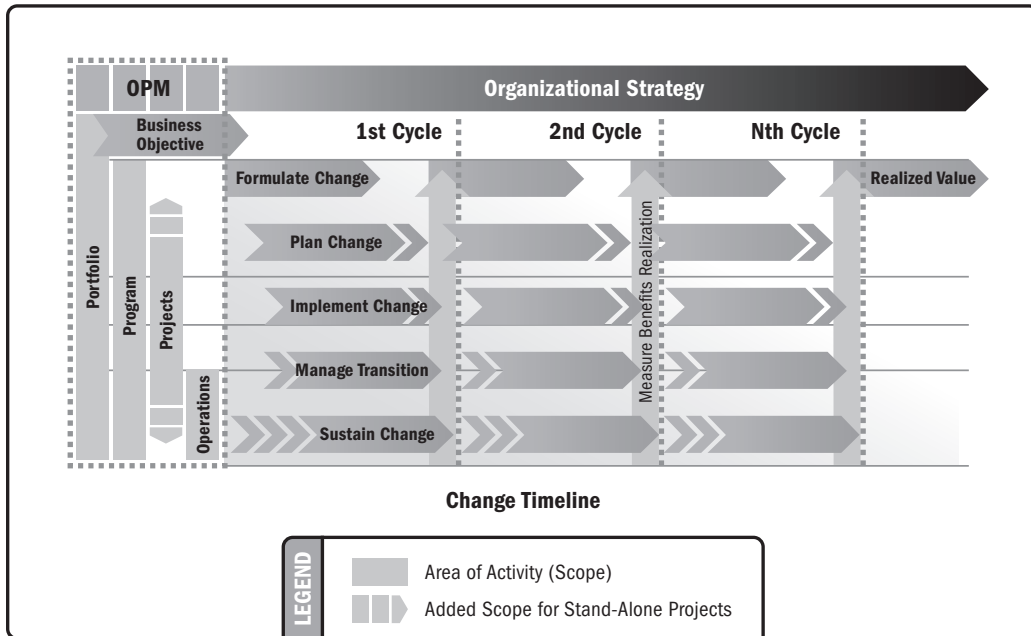 OPM
Organizational Strategy
Business
Objective
1st Cycle
2nd Cycle
Nth Cycle
Formulate Change
Realized Value
Plan Change
Implement Change
Manage Transition
Sustain Change
Portfolio
Program
Projects
Operations
Measure Benefits Realization
Change Timeline
LEGEND
Area of Activity (Scope)
Added Scope for Stand-Alone Projects